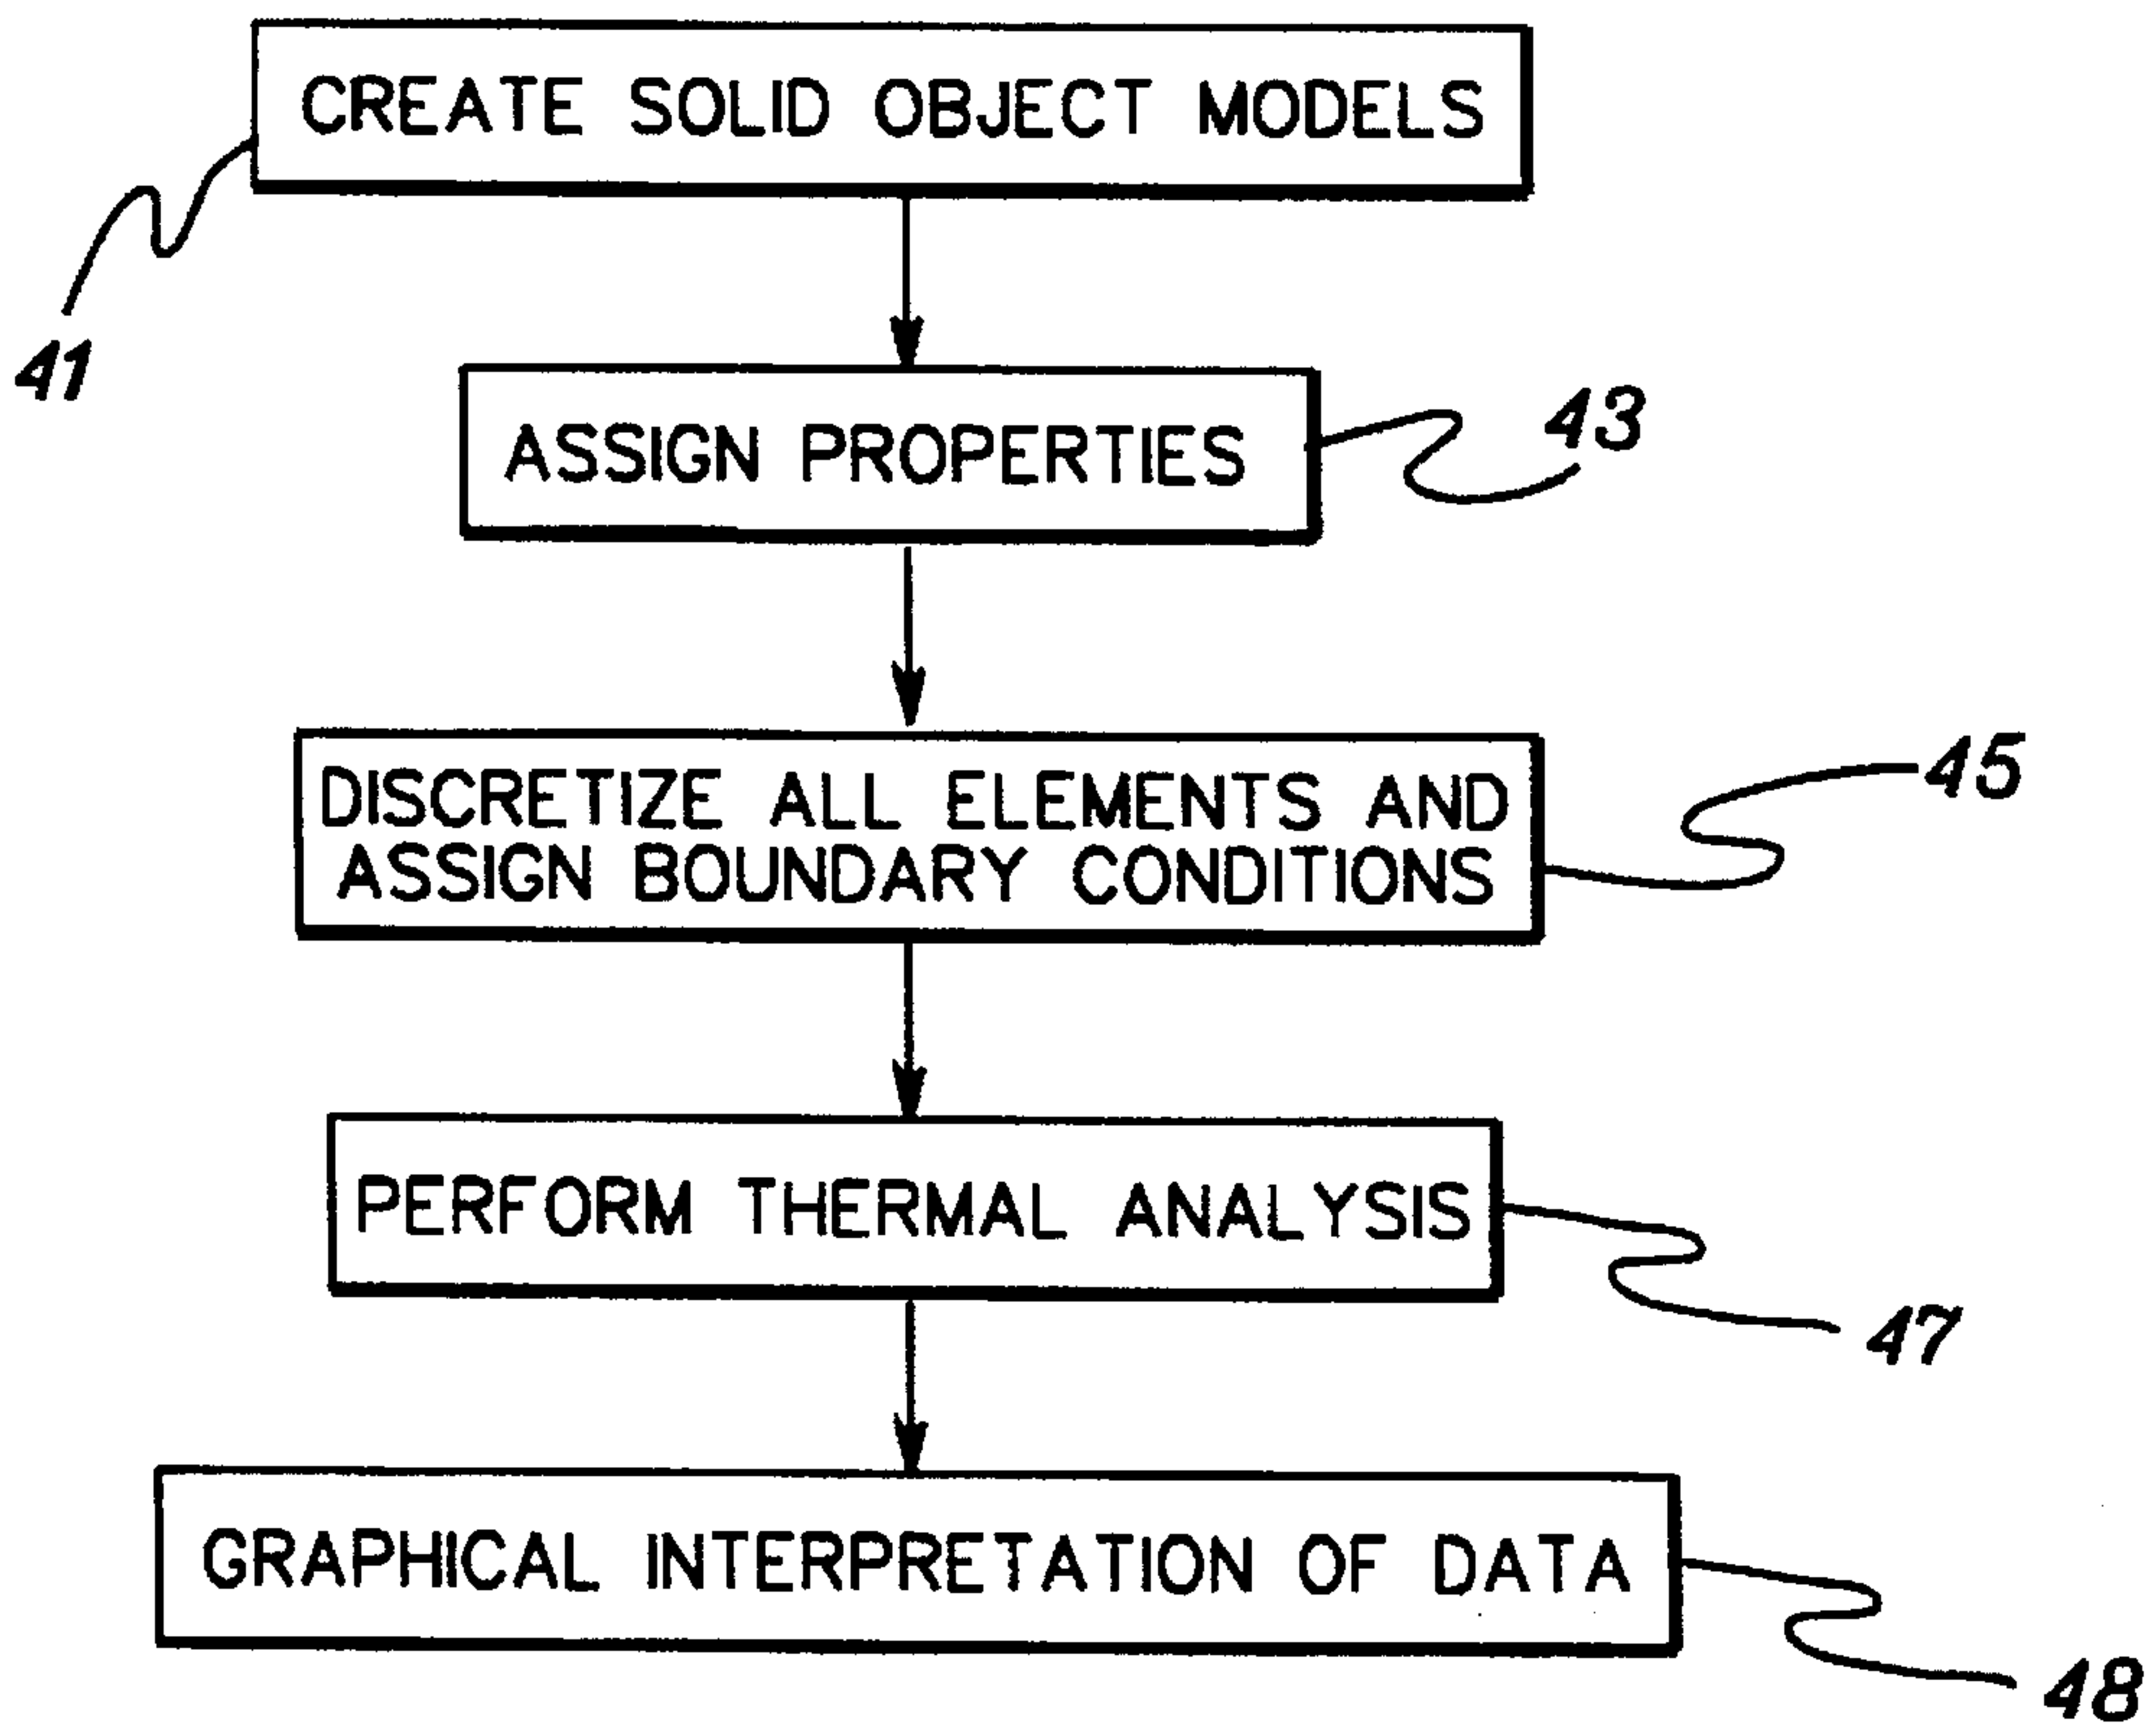 CREATE SOLID OBJECT MODELS
41
ASSIGN PROPERTIES
43
DISCRETIZE ALL ELEMENTS AND
ASSIGN BOUNDARY CONDITIONS
45
PERFORM THERMAL ANALYSIS
47
GRAPHICAL INTERPRETATION OF DATA
48